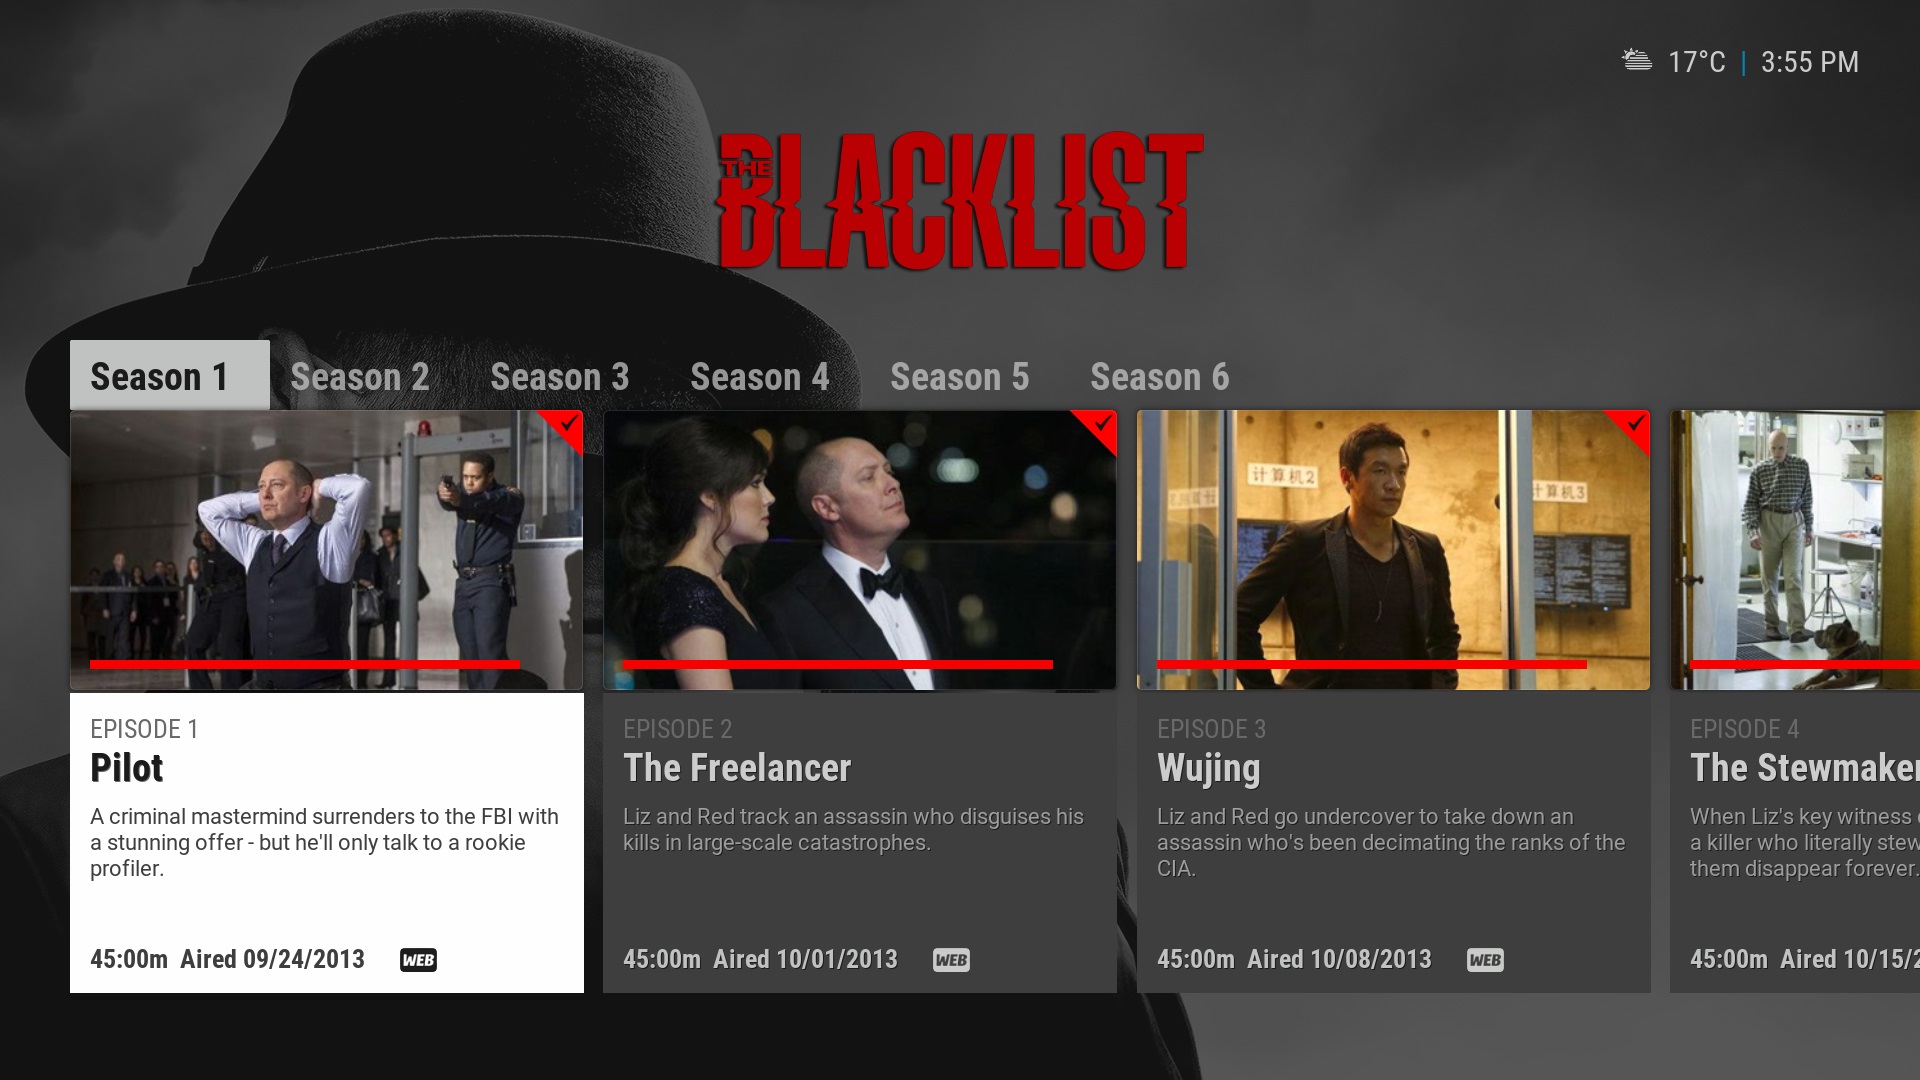 17°C | 3:55 PM
THE
BLACKLIST
Season 1 Season 2 Season 3 Season 4 Season 5 Season 6
计算机2
计算机3
EPISODE 1
Pilot
A criminal mastermind surrenders to the FBI with
a stunning offer - but he'll only talk to a rookie
profiler.
45:00m Aired 09/24/2013 WEB
EPISODE 2
The Freelancer
Liz and Red track an assassin who disguises his
kills in large-scale catastrophes.
45:00m Aired 10/01/2013 WEB
EPISODE 3
Wujing
Liz and Red go undercover to take down an
assassin who's been decimating the ranks of the
CIA.
45:00m Aired 10/08/2013 WEB
EPISODE 4
The Stewmaker
When Liz's key witness
a killer who literally stew
them disappear forever.
45:00m Aired 10/15/2